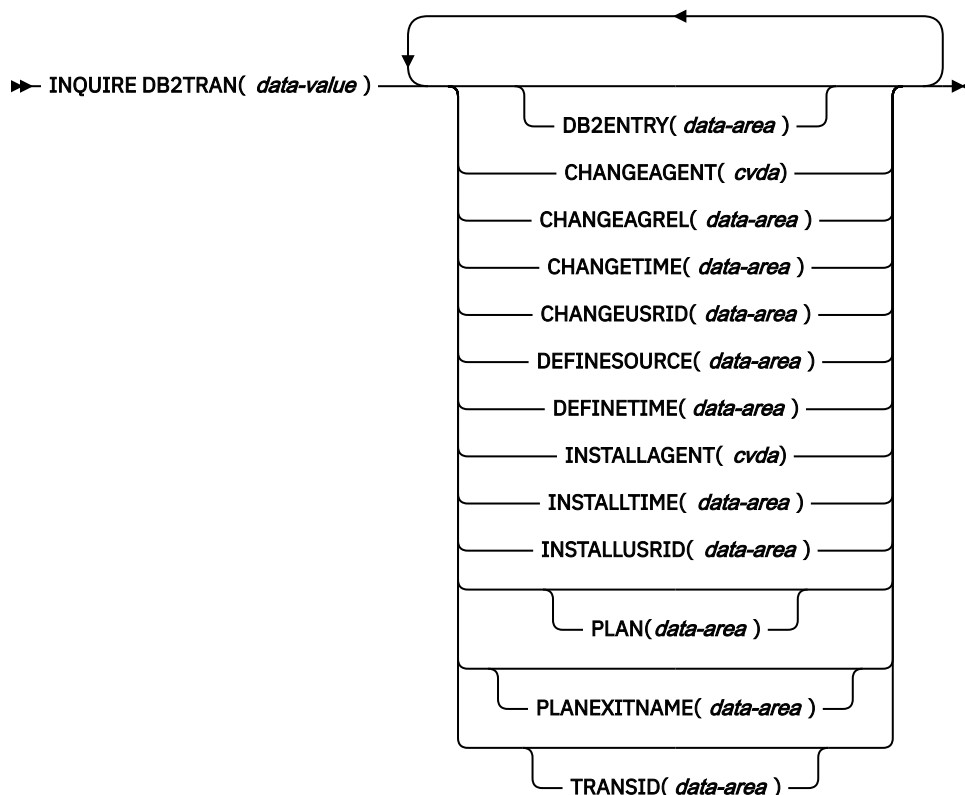 INQUIRE DB2TRAN( data-value )
DB2ENTRY( data-area )
CHANGEAGENT( cvda)
CHANGEAGREL( data-area )
CHANGETIME( data-area )
CHANGEUSRID( data-area )
DEFINESOURCE( data-area )
DEFINETIME( data-area )
INSTALLAGENT( cvda)
INSTALLTIME( data-area )
INSTALLUSRID( data-area )
PLAN(data-area )
PLANEXITNAME( data-area )
TRANSID( data-area )